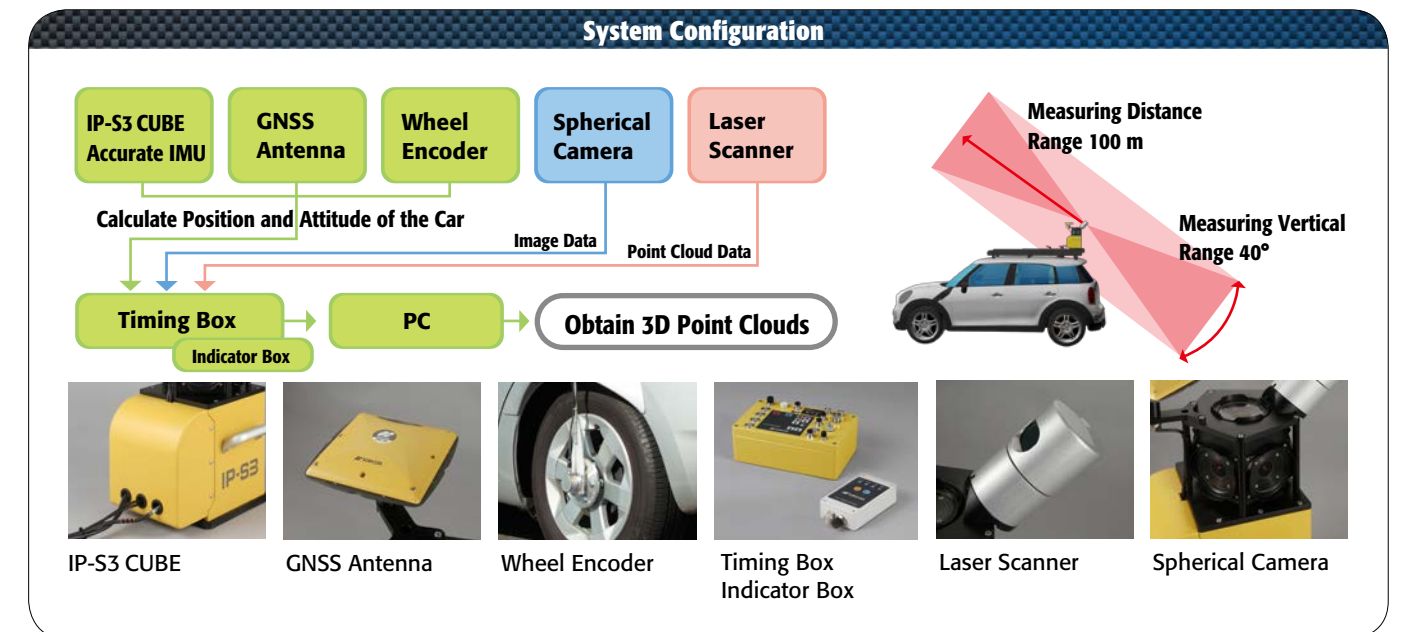 System Configuration
IP-S3 CUBE
Accurate IMU
GNSS
Antenna
Wheel
Encoder
Spherical
Camera
Laser
Scanner
Measuring Distance
Range 100 m
Calculate Position and Attitude of the Car
Image Data
Point Cloud Data
Measuring Vertical
Range 40°
Timing Box
Indicator Box
PC
Obtain 3D Point Clouds
IP-S3
IP-S3 CUBE
GNSS Antenna
Wheel Encoder
Timing Box
Indicator Box
Laser Scanner
Spherical Camera